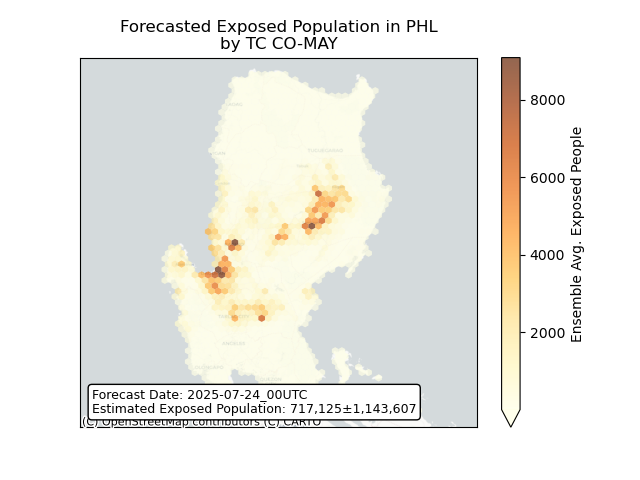 Forecasted Exposed Population in PHL
by TC CO-MAY
8000
6000
4000
2000
Ensemble Avg. Exposed People
Forecast Date: 2025-07-24_00UTC
Estimated Exposed Population: 717,125±1,143,607
(C) OpenStreetMap contributors (C) CARTO